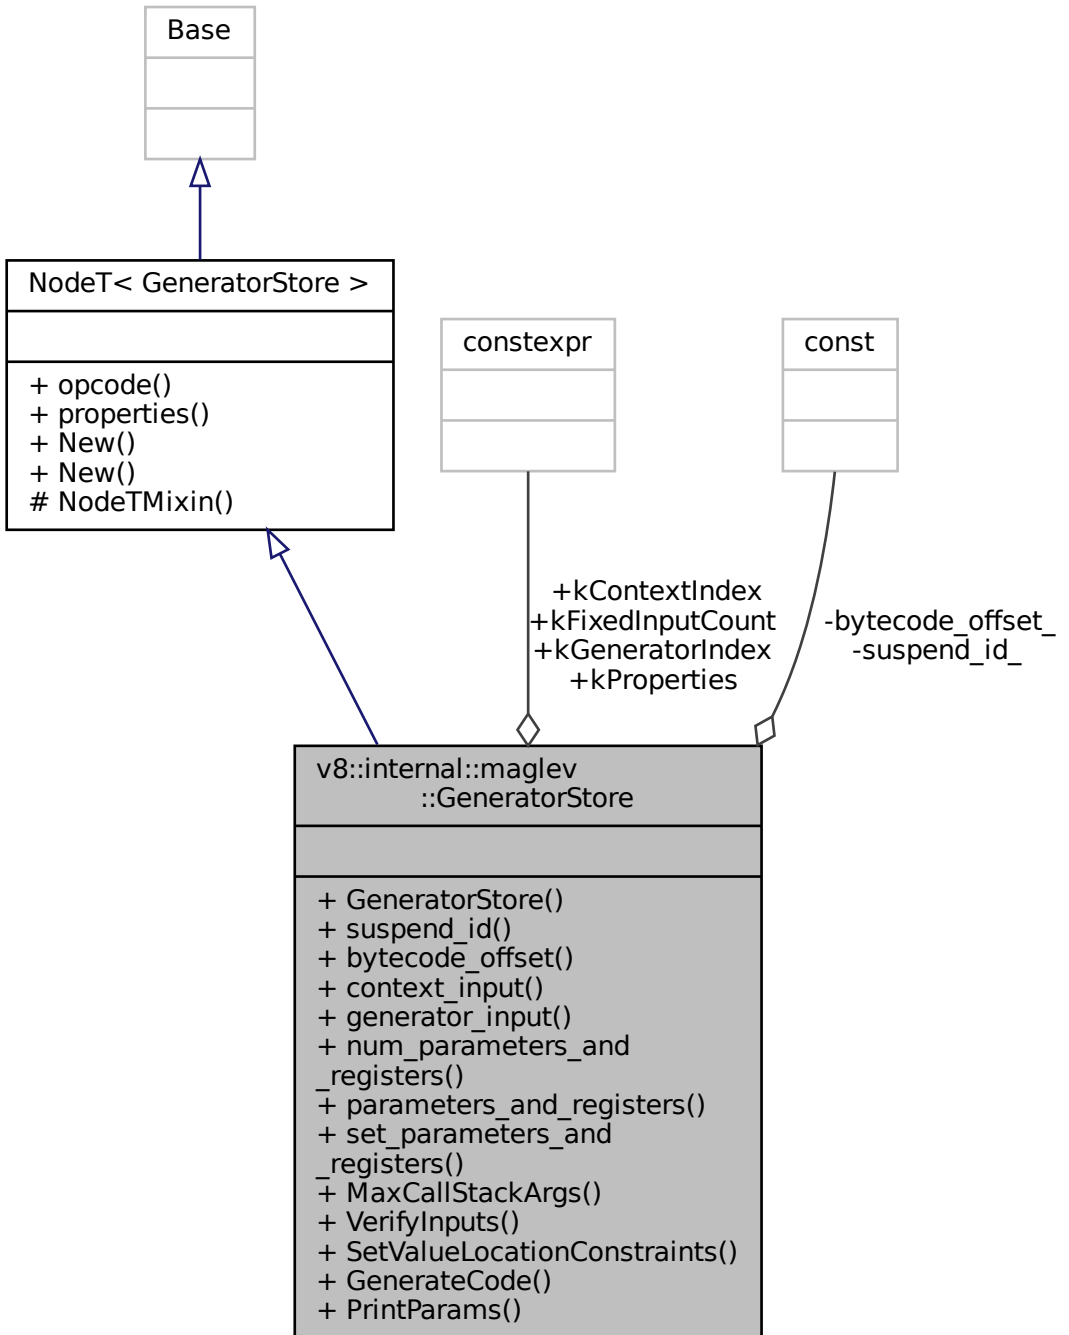 Base
NodeT< GeneratorStore >
+ opcode()
+ properties()
+ New()
+ New()
# NodeTMixin()
constexpr
const
+kContextIndex
+kFixedInputCount
+kGeneratorIndex
+kProperties
-bytecode_offset_
-suspend_id_
v8::internal::maglev
::GeneratorStore
+ GeneratorStore()
+ suspend_id()
+ bytecode_offset()
+ context_input()
+ generator_input()
+ num_parameters_and
_registers()
+ parameters_and_registers()
+ set_parameters_and
_registers()
+ MaxCallStackArgs()
+ VerifyInputs()
+ SetValueLocationConstraints()
+ GenerateCode()
+ PrintParams()